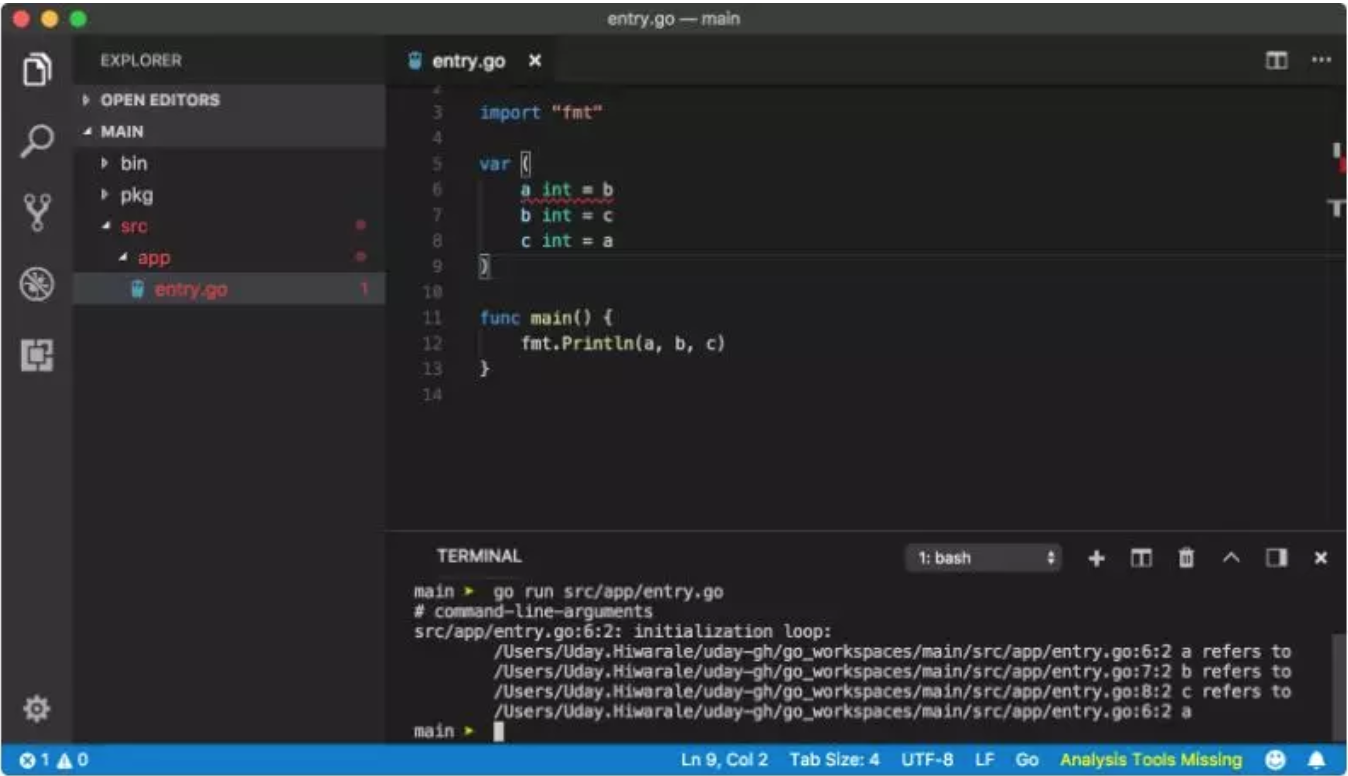 entry.go — main
EXPLORER
OPEN EDITORS
MAIN
bin
pkg
src
app
entry.go 1
entry.go
2
3 import "fmt"
4
5 var (
6 a int = b
7 b int = c
8 c int = a
9 )
10
11 func main() {
12 fmt.Println(a, b, c)
13 }
14
TERMINAL
1: bash
main ➤ go run src/app/entry.go
# command-line-arguments
src/app/entry.go:6:2: initialization loop:
/Users/Uday.Hiwarale/uday-gh/go_workspaces/main/src/app/entry.go:6:2 a refers to
/Users/Uday.Hiwarale/uday-gh/go_workspaces/main/src/app/entry.go:7:2 b refers to
/Users/Uday.Hiwarale/uday-gh/go_workspaces/main/src/app/entry.go:8:2 c refers to
/Users/Uday.Hiwarale/uday-gh/go_workspaces/main/src/app/entry.go:6:2 a
main ➤
1 0 Ln 9, Col 2 Tab Size: 4 UTF-8 LF Go Analysis Tools Missing